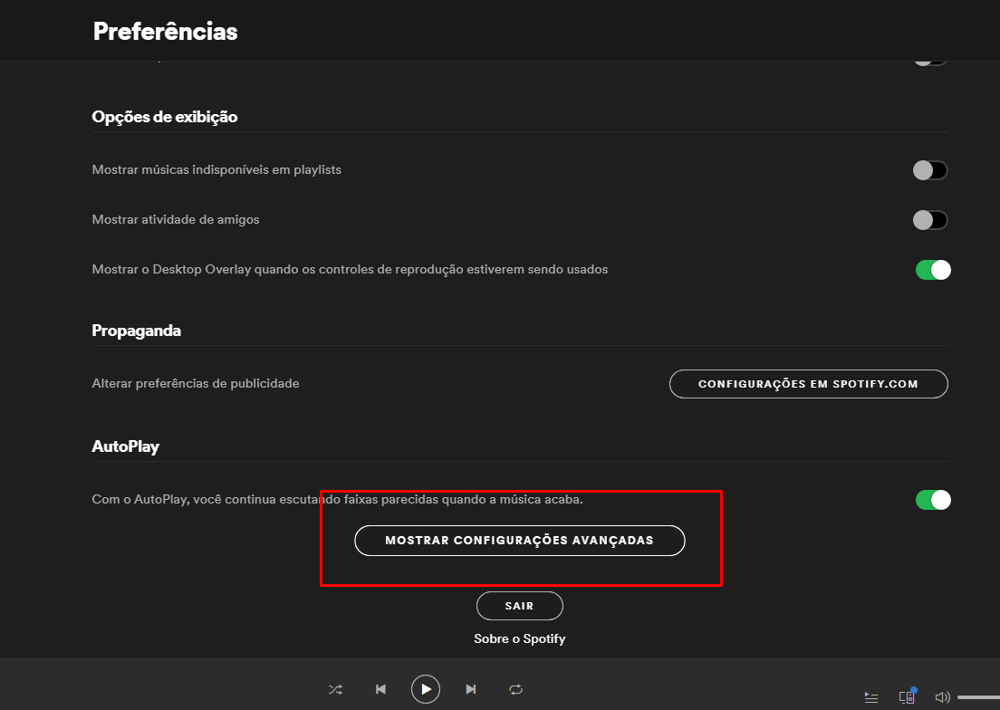 Preferências
Opções de exibição
Mostrar músicas indisponíveis em playlists
Mostrar atividade de amigos
Mostrar o Desktop Overlay quando os controles de reprodução estiverem sendo usados
Propaganda
Alterar preferências de publicidade
CONFIGURAÇÕES EM SPOTIFY.COM
AutoPlay
Com o AutoPlay, você continua escutando faixas parecidas quando a música acaba.
MOSTRAR CONFIGURAÇÕES AVANÇADAS
SAIR
Sobre o Spotify